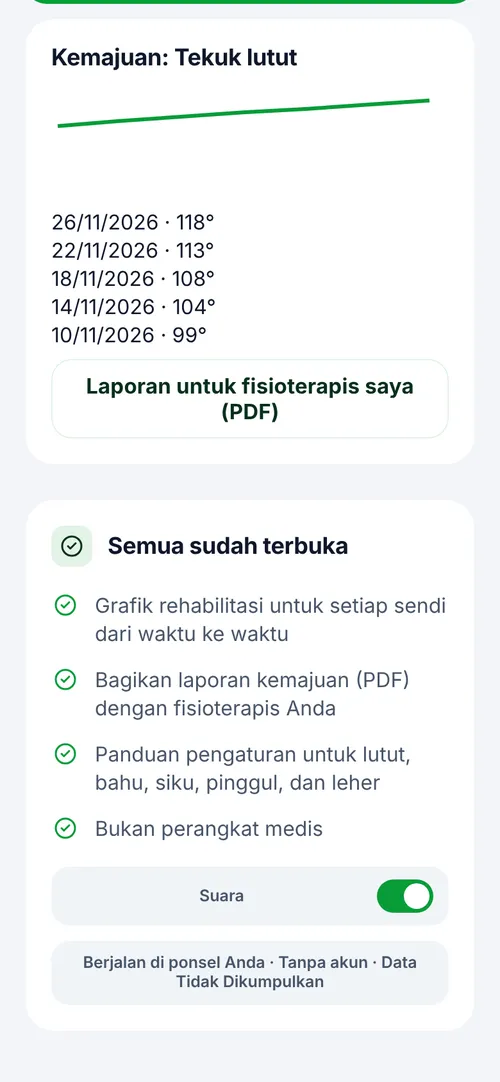 Kemajuan: Tekuk lutut
26/11/2026 · 118°
22/11/2026 · 113°
18/11/2026 · 108°
14/11/2026 · 104°
10/11/2026 · 99°
Laporan untuk fisioterapis saya
(PDF)
Semua sudah terbuka
Grafik rehabilitasi untuk setiap sendi
dari waktu ke waktu
Bagikan laporan kemajuan (PDF)
dengan fisioterapis Anda
Panduan pengaturan untuk lutut,
bahu, siku, pinggul, dan leher
Bukan perangkat medis
Suara
Berjalan di ponsel Anda · Tanpa akun · Data
Tidak Dikumpulkan